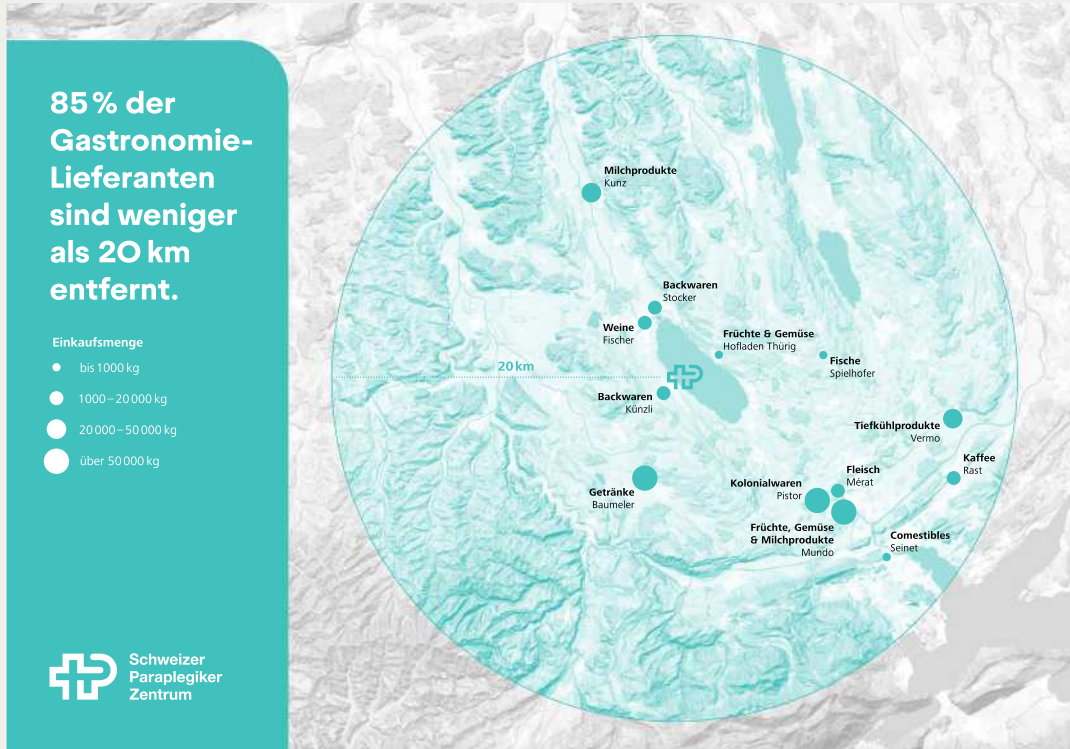 85 % der
Gastronomie-
Lieferanten
sind weniger
als 20 km
entfernt.
Einkaufsmenge
bis 1000 kg
1000–20 000 kg
20 000–50 000 kg
über 50 000 kg
Schweizer
Paraplegiker
Zentrum
Milchprodukte
Kunz
Backwaren
Stocker
Weine
Fischer
Früchte & Gemüse
Hofladen Thürig
Fische
Spielhofer
20 km
Backwaren
Künzli
Tiefkühlprodukte
Vermo
Kaffee
Rast
Fleisch
Mérat
Kolonialwaren
Pistor
Getränke
Baumeler
Früchte, Gemüse
& Milchprodukte
Mundo
Comestibles
Seinet